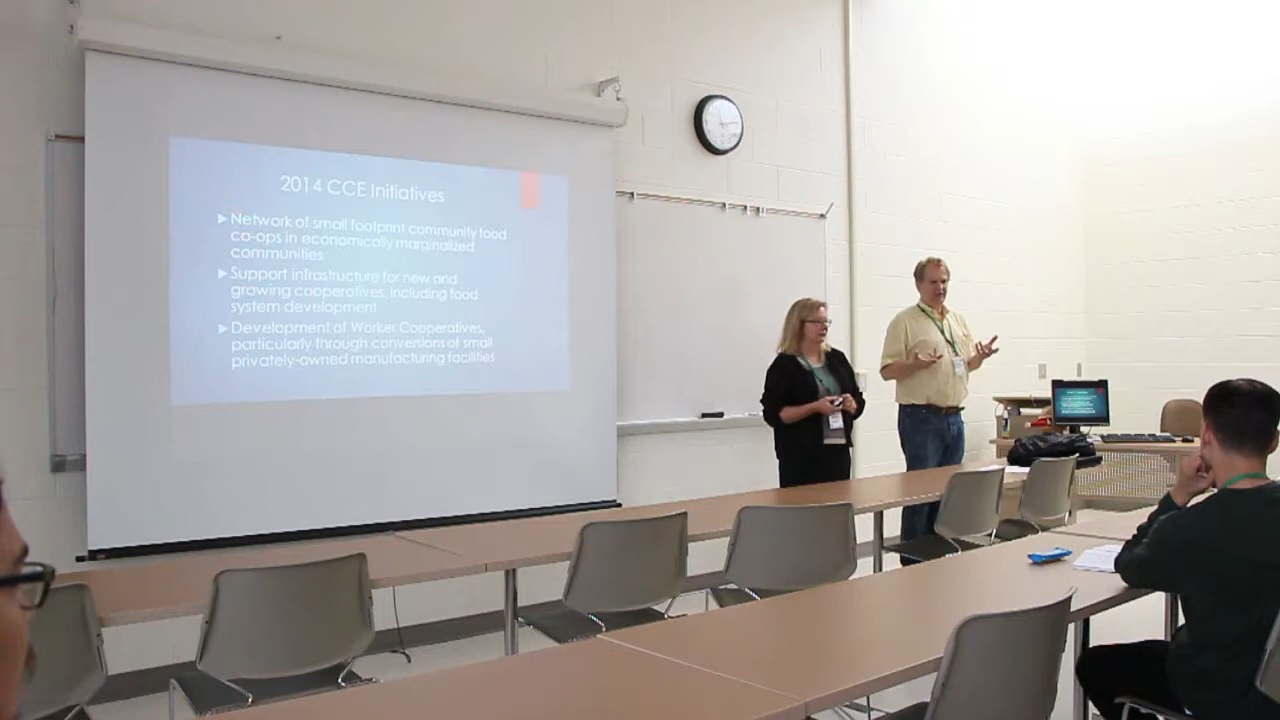 2014 CCE Initiatives
Network of small footprint community food
co-ops in economically marginalized
communities
Support infrastructure for new and
growing cooperatives, including food
system development
Development of Worker Cooperatives,
particularly through conversions of small
privately-owned manufacturing facilities